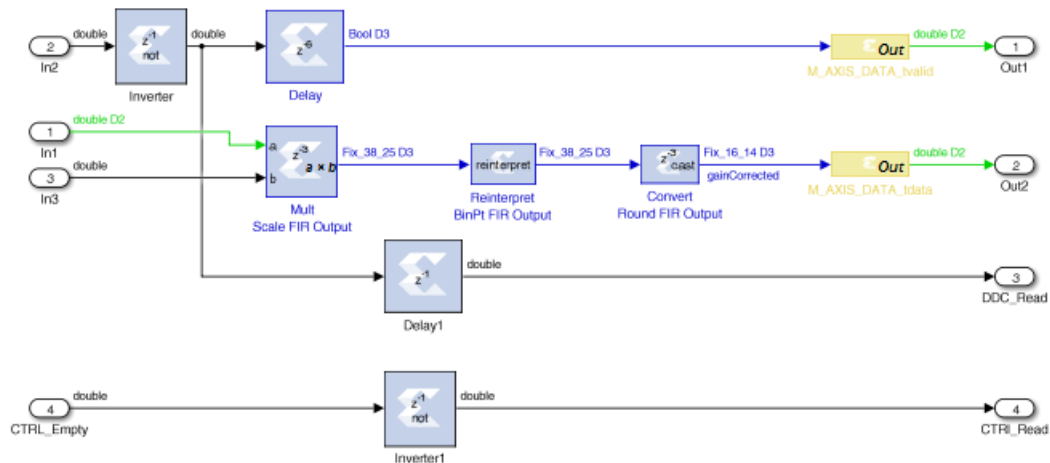 double
2
In2
z-1
not
Inverter
double
z-6
Delay
Bool D3
Out
M_AXIS_DATA_tvalid
double D2
1
Out1
double D2
1
In1
double
3
In3
a
b
z-3
a × b
Mult
Scale FIR Output
Fix_38_25 D3
reinterpret
Reinterpret
BinPt FIR Output
Fix_38_25 D3
z-3
cast
Convert
Round FIR Output
Fix_16_14 D3
gainCorrected
Out
M_AXIS_DATA_tdata
double D2
2
Out2
z-1
Delay1
double
3
DDC_Read
double
4
CTRL_Empty
z-1
not
Inverter1
double
4
CTRl_Read